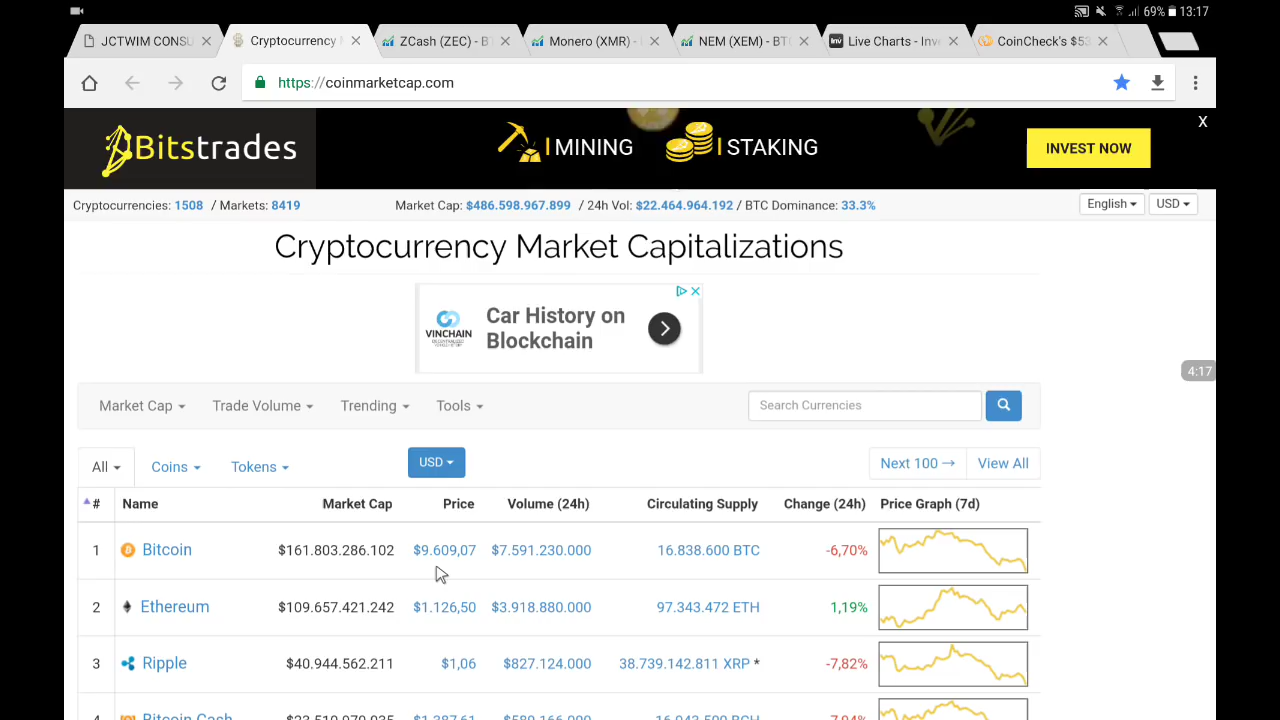 69% 13:17
JCTWIM CONSU
Cryptocurrency
ZCash (ZEC) - B
Monero (XMR) -
NEM (XEM) - BTC
Inv
Live Charts - Inve
CoinCheck's $53
https://coinmarketcap.com
Bitstrades
MINING
STAKING
INVEST NOW
X
Cryptocurrencies: 1508 / Markets: 8419
Market Cap: $486.598.967.899 / 24h Vol: $22.464.964.192 / BTC Dominance: 33.3%
English
USD
Cryptocurrency Market Capitalizations
VINCHAIN
Car History on
Blockchain
4:17
Market Cap
Trade Volume
Trending
Tools
Search Currencies
All
Coins
Tokens
USD
Next 100 →
View All
# Name Market Cap Price Volume (24h) Circulating Supply Change (24h) Price Graph (7d)
1 Bitcoin $161.803.286.102 $9.609,07 $7.591.230.000 16.838.600 BTC -6,70%
2 Ethereum $109.657.421.242 $1.126,50 $3.918.880.000 97.343.472 ETH 1,19%
3 Ripple $40.944.562.211 $1,06 $827.124.000 38.739.142.811 XRP * -7,82%
Bitcoin Cash